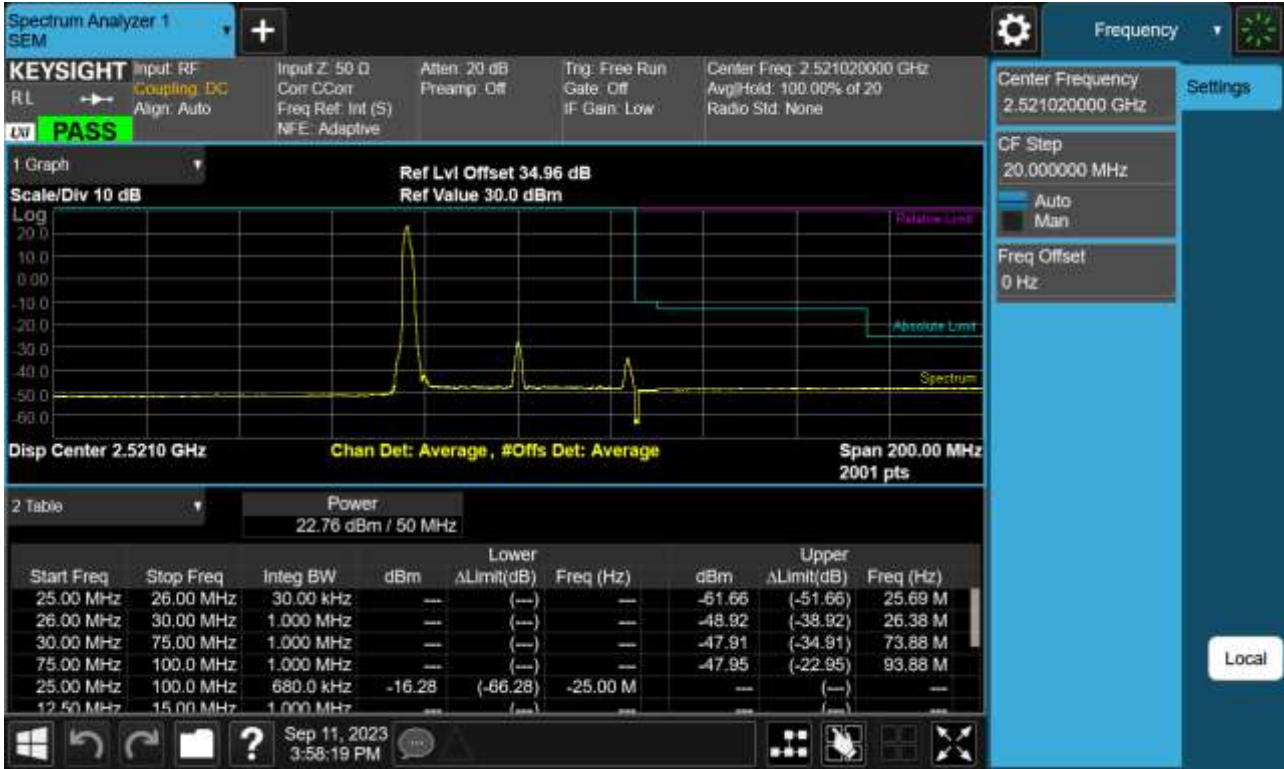 Spectrum Analyzer 1
SEM
Frequency
KEYSIGHT
RL
LXI
PASS
Input: RF
Coupling: DC
Align: Auto
Input Z: 50 Ω
Corr CCorr
Freq Ref: Int (S)
NFE: Adaptive
Atten: 20 dB
Preamp: Off
Trig: Free Run
Gate: Off
IF Gain: Low
Center Freq: 2.521020000 GHz
Avg|Hold: 100.00% of 20
Radio Std: None
Center Frequency
2.521020000 GHz
Settings
CF Step
20.000000 MHz
Auto
Man
Freq Offset
0 Hz
Local
1 Graph
Scale/Div 10 dB
Ref Lvl Offset 34.96 dB
Ref Value 30.0 dBm
Log
20.0
10.0
0.00
-10.0
-20.0
-30.0
-40.0
-50.0
-60.0
Relative Limit
Absolute Limit
Spectrum
Disp Center 2.5210 GHz
Chan Det: Average, #Offs Det: Average
Span 200.00 MHz
2001 pts
2 Table
Power
22.76 dBm / 50 MHz
Lower Upper
Start Freq Stop Freq Integ BW dBm ∆Limit(dB) Freq (Hz) dBm ∆Limit(dB) Freq (Hz)
25.00 MHz 26.00 MHz 30.00 kHz --- (---) --- -61.66 (-51.66) 25.69 M
26.00 MHz 30.00 MHz 1.000 MHz --- (---) --- -48.92 (-38.92) 26.38 M
30.00 MHz 75.00 MHz 1.000 MHz --- (---) --- -47.91 (-34.91) 73.88 M
75.00 MHz 100.0 MHz 1.000 MHz --- (---) --- -47.95 (-22.95) 93.88 M
25.00 MHz 100.0 MHz 680.0 kHz -16.28 (-66.28) -25.00 M --- (---) ---
12.50 MHz 15.00 MHz 1.000 MHz --- (---) --- --- (---) ---
Sep 11, 2023
3:58:19 PM